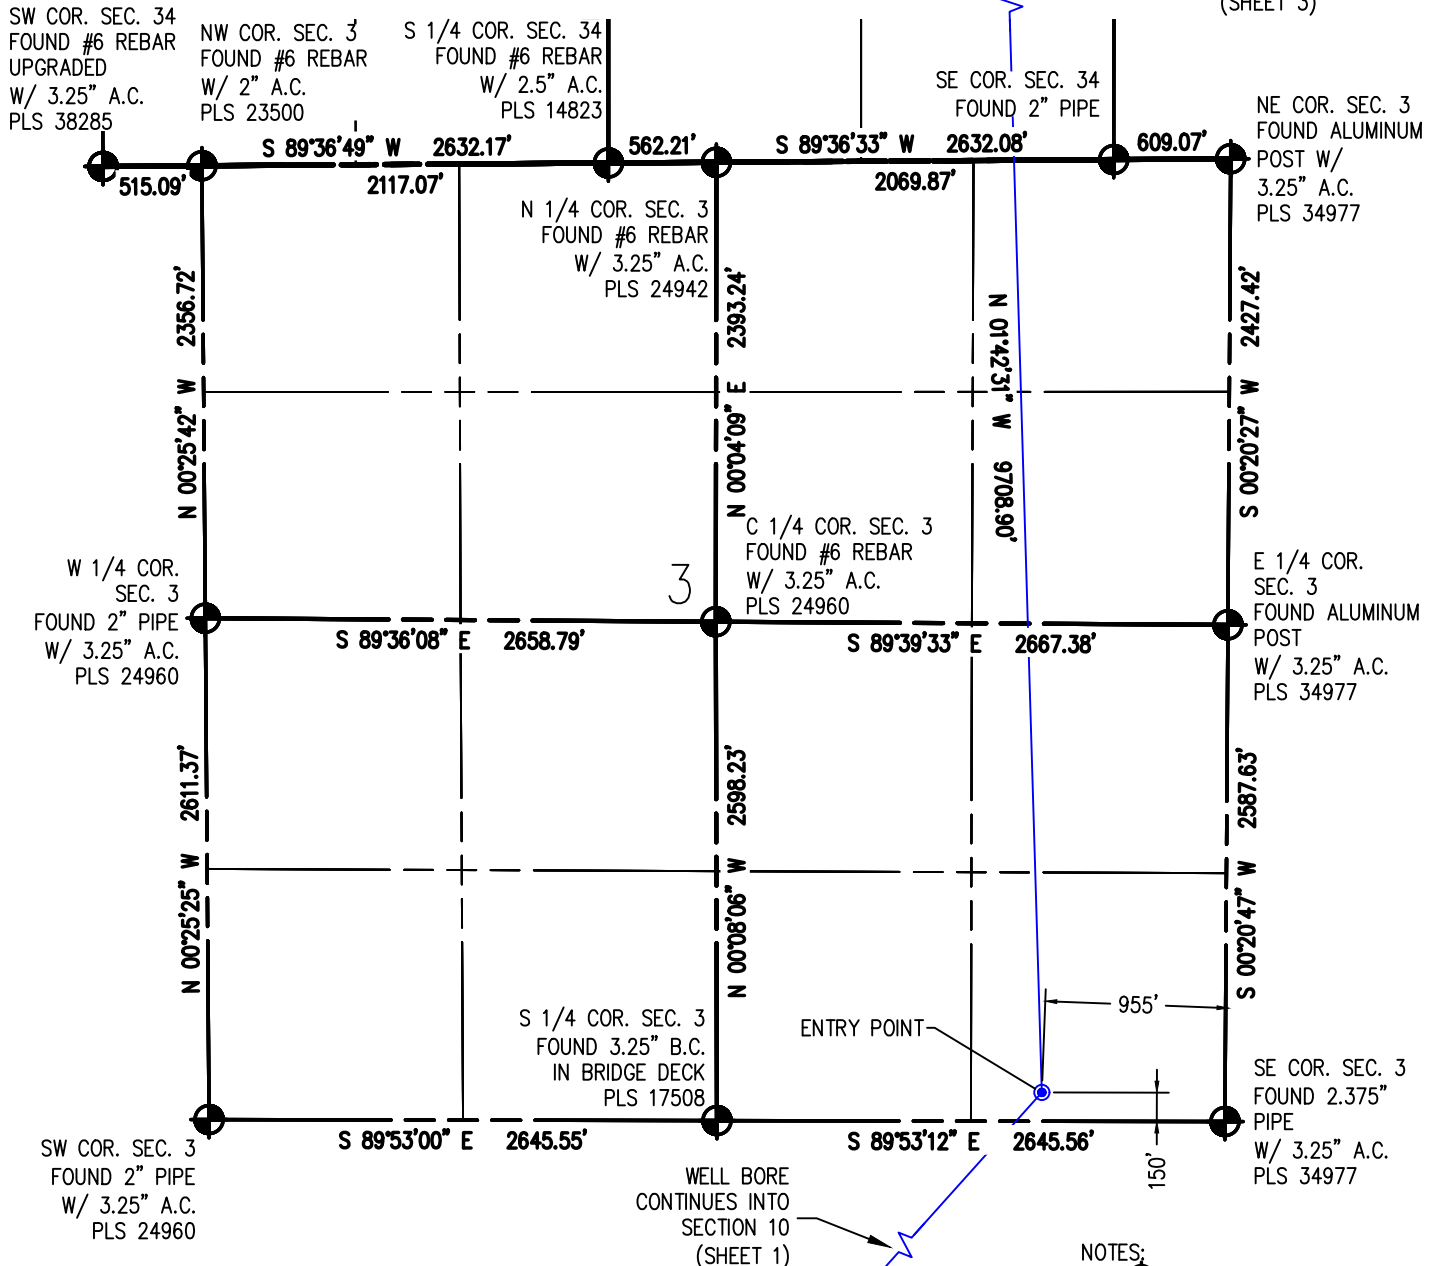 (SHEET 3)
SW COR. SEC. 34
FOUND #6 REBAR
UPGRADED
W/ 3.25" A.C.
PLS 38285
NW COR. SEC. 3
FOUND #6 REBAR
W/ 2" A.C.
PLS 23500
S 1/4 COR. SEC. 34
FOUND #6 REBAR
W/ 2.5" A.C.
PLS 14823
SE COR. SEC. 34
FOUND 2" PIPE
NE COR. SEC. 3
FOUND ALUMINUM
POST W/
3.25" A.C.
PLS 34977
S 89°36'49" W 2632.17'
562.21'
S 89°36'33" W 2632.08'
609.07'
515.09'
2117.07'
2069.87'
N 1/4 COR. SEC. 3
FOUND #6 REBAR
W/ 3.25" A.C.
PLS 24942
N 00°25'42" W 2356.72'
N 00°04'09" E 2393.24'
N 01°42'31" W 9708.90'
S 00°20'27" W 2427.42'
C 1/4 COR. SEC. 3
FOUND #6 REBAR
W/ 3.25" A.C.
PLS 24960
3
W 1/4 COR.
SEC. 3
FOUND 2" PIPE
W/ 3.25" A.C.
PLS 24960
E 1/4 COR.
SEC. 3
FOUND ALUMINUM
POST
W/ 3.25" A.C.
PLS 34977
S 89°36'08" E 2658.79'
S 89°39'33" E 2667.38'
N 00°25'25" W 2611.37'
N 00°08'06" W 2598.23'
S 00°20'47" W 2587.63'
955'
ENTRY POINT
S 1/4 COR. SEC. 3
FOUND 3.25" B.C.
IN BRIDGE DECK
PLS 17508
SE COR. SEC. 3
FOUND 2.375"
PIPE
W/ 3.25" A.C.
PLS 34977
S 89°53'00" E 2645.55'
S 89°53'12" E 2645.56'
150'
SW COR. SEC. 3
FOUND 2" PIPE
W/ 3.25" A.C.
PLS 24960
WELL BORE
CONTINUES INTO
SECTION 10
(SHEET 1)
NOTES: